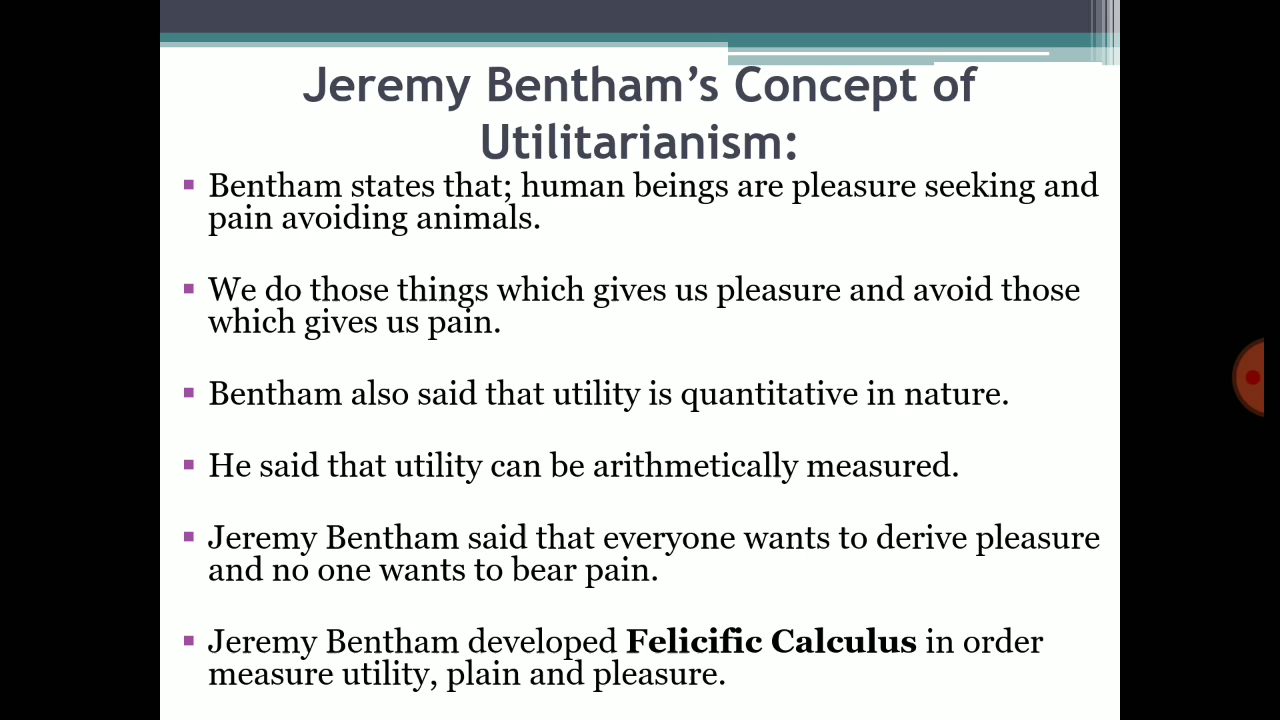 Jeremy Bentham’s Concept of
Utilitarianism:
▪ Bentham states that; human beings are pleasure seeking and
pain avoiding animals.
▪ We do those things which gives us pleasure and avoid those
which gives us pain.
▪ Bentham also said that utility is quantitative in nature.
▪ He said that utility can be arithmetically measured.
▪ Jeremy Bentham said that everyone wants to derive pleasure
and no one wants to bear pain.
▪ Jeremy Bentham developed Felicific Calculus in order
measure utility, plain and pleasure.